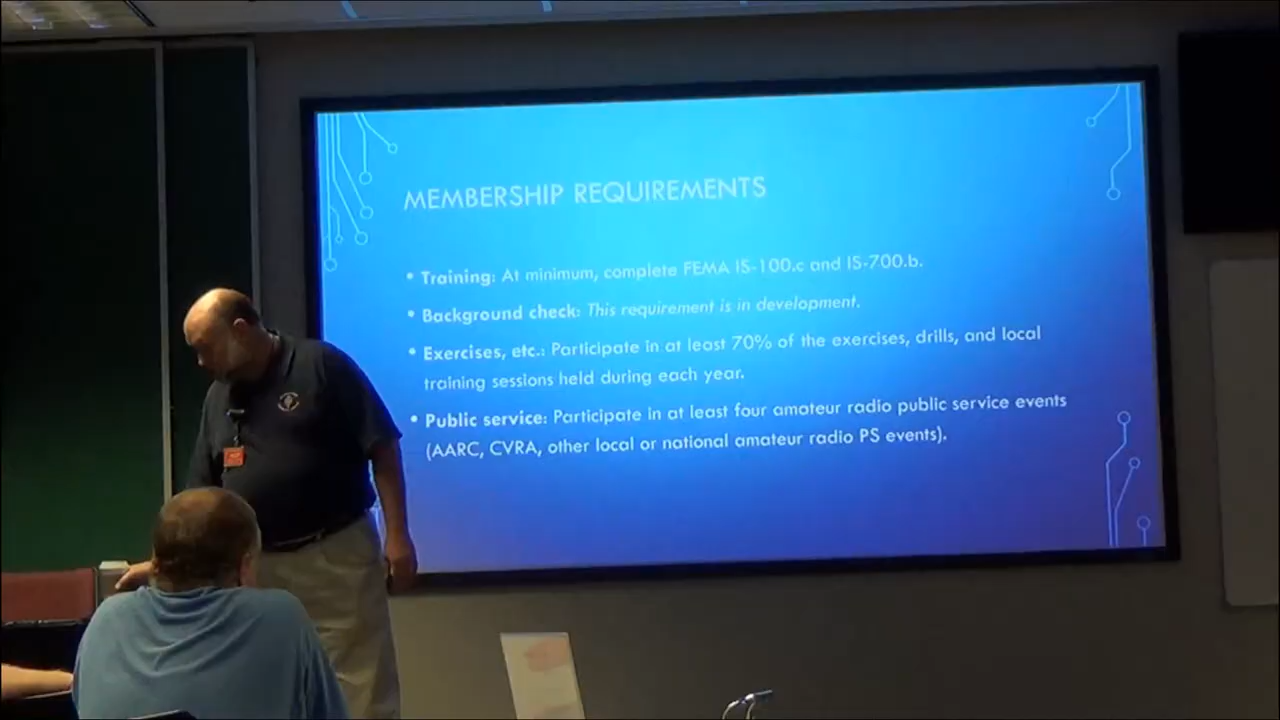 MEMBERSHIP REQUIREMENTS
• Training: At minimum, complete FEMA IS-100.c and IS-700.b.
• Background check: This requirement is in development.
• Exercises, etc.: Participate in at least 70% of the exercises, drills, and local
training sessions held during each year.
• Public service: Participate in at least four amateur radio public service events
(AARC, CVRA, other local or national amateur radio PS events).